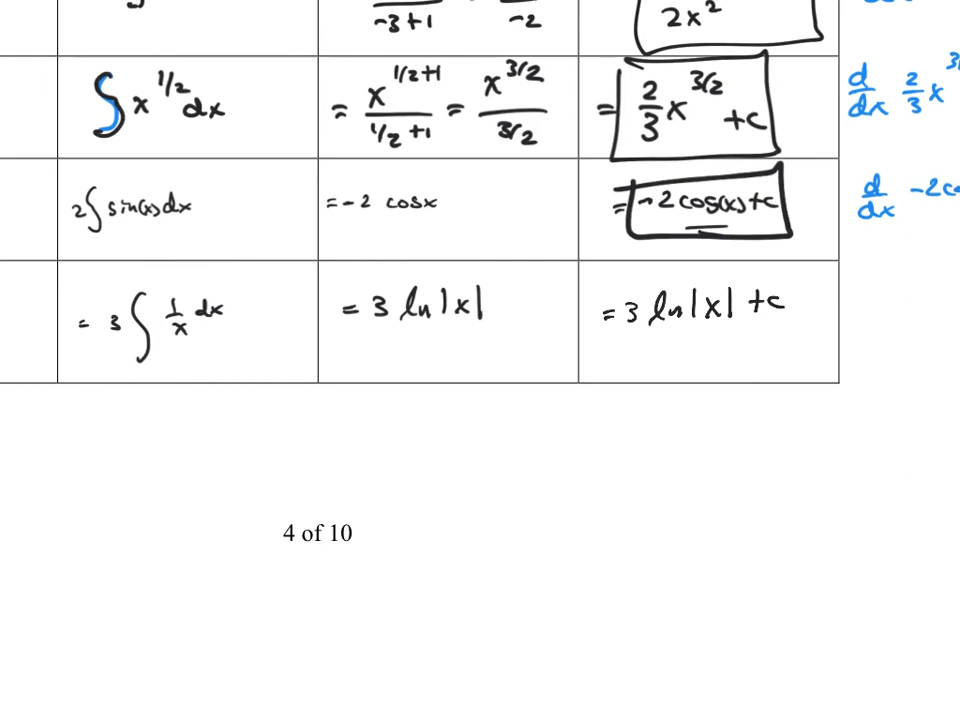 -3+1 -2 2x²
∫ x^1/2 dx = x^1/2+1 / 1/2+1 = x^3/2 / 3/2 = 2/3 x^3/2 +c d/dx 2/3 x
2∫ sin(x)dx = -2 cosx = -2cos(x)+c d/dx -2c
= 3 ∫ 1/x dx = 3 ln|x| = 3 ln|x| +c
4 of 10